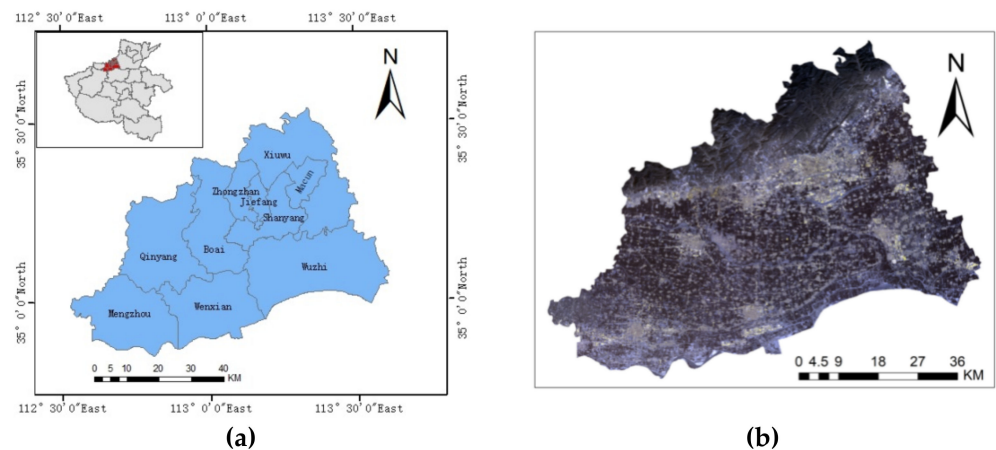 112° 30′0″East 113° 0′0″East 113° 30′0″East
35° 30′0″North
35° 30′0″North
N
N
Xiuwu
Macun
Zhongzhan
Jiefang
Shanyang
Boai
Qinyang
Wuzhi
Wenxian
Mengzhou
35° 0′0″North
35° 0′0″North
0 5 10 20 30 40
KM
0 4.5 9 18 27 36
KM
112° 30′0″East 113° 0′0″East 113° 30′0″East
(a)
(b)